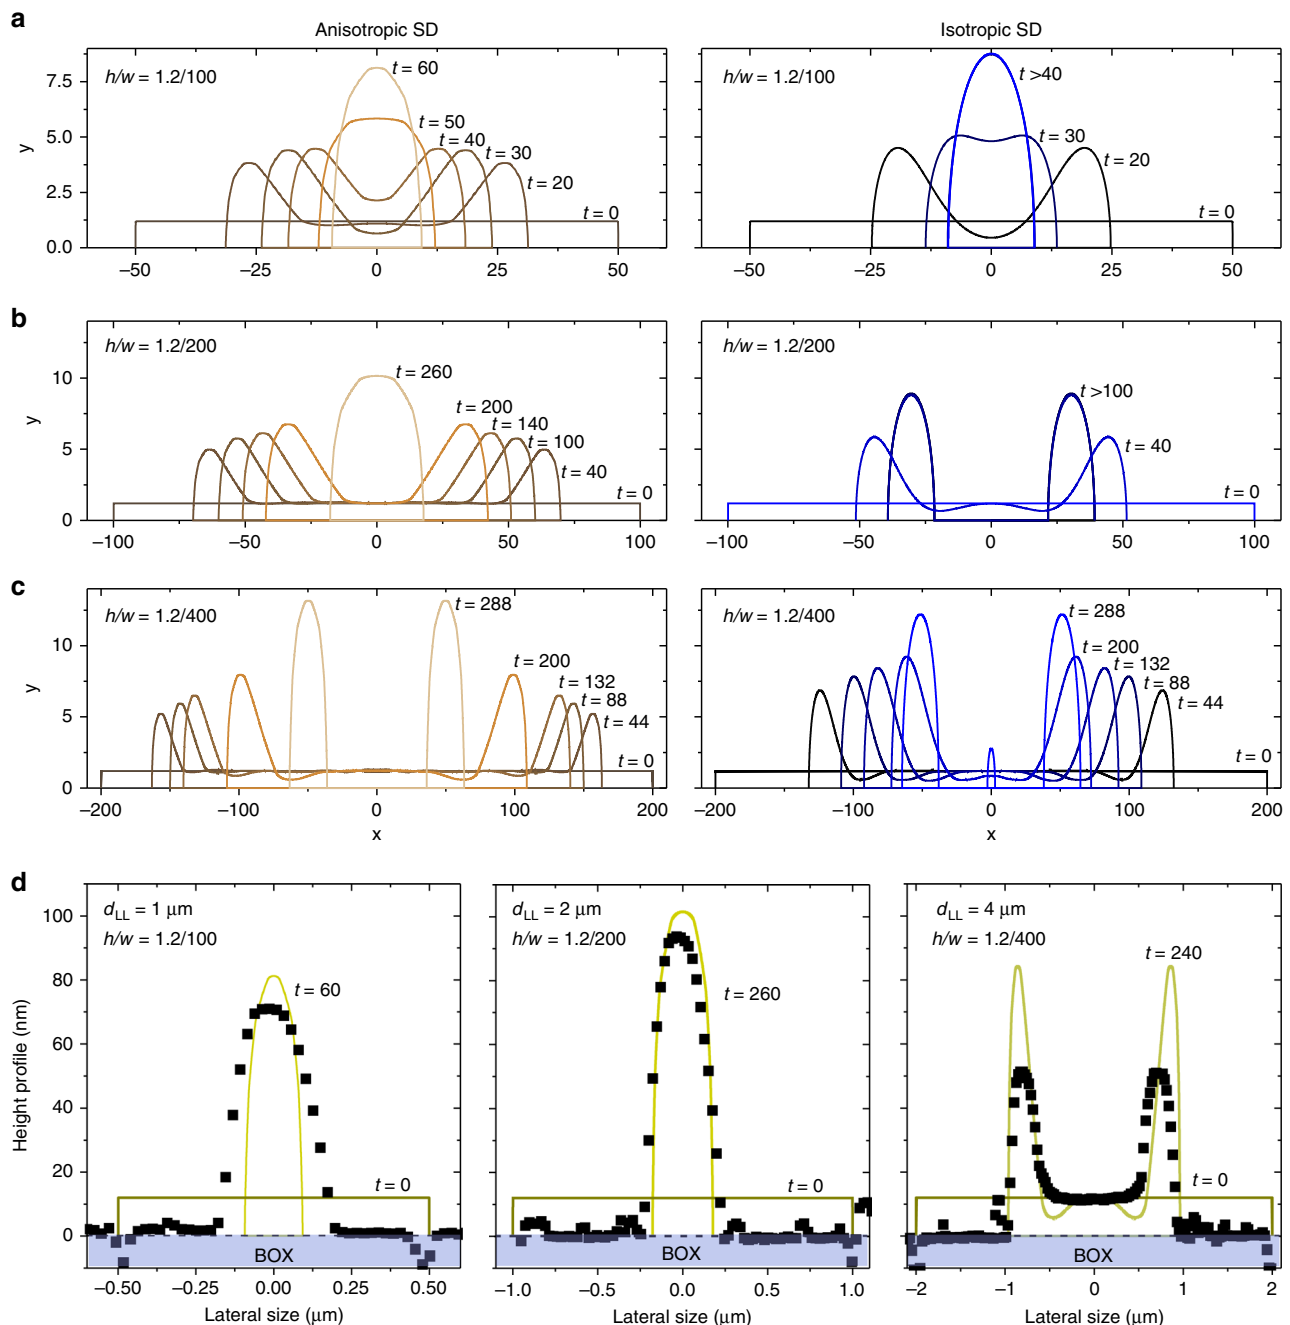 a
Anisotropic SD
Isotropic SD
h/w = 1.2/100
t = 60
t = 50
t = 40
t = 30
t = 20
t = 0
y
7.5
5.0
2.5
0.0
−50
−25
0
25
50
h/w = 1.2/100
t >40
t = 30
t = 20
t = 0
−50
−25
0
25
50
b
h/w = 1.2/200
t = 260
t = 200
t = 140
t = 100
t = 40
t = 0
y
10
5
0
−100
−50
0
50
100
h/w = 1.2/200
t >100
t = 40
t = 0
−100
−50
0
50
100
c
h/w = 1.2/400
t = 288
t = 200
t = 132
t = 88
t = 44
t = 0
y
10
5
0
−200
−100
0
100
200
x
h/w = 1.2/400
t = 288
t = 200
t = 132
t = 88
t = 44
t = 0
−200
−100
0
100
200
x
d
dLL = 1 μm
h/w = 1.2/100
t = 60
t = 0
Height profile (nm)
100
80
60
40
20
0
BOX
−0.50
−0.25
0.00
0.25
0.50
Lateral size (μm)
dLL = 2 μm
h/w = 1.2/200
t = 260
t = 0
BOX
−1.0
−0.5
0.0
0.5
1.0
Lateral size (μm)
dLL = 4 μm
h/w = 1.2/400
t = 240
t = 0
BOX
−2
−1
0
1
2
Lateral size (μm)